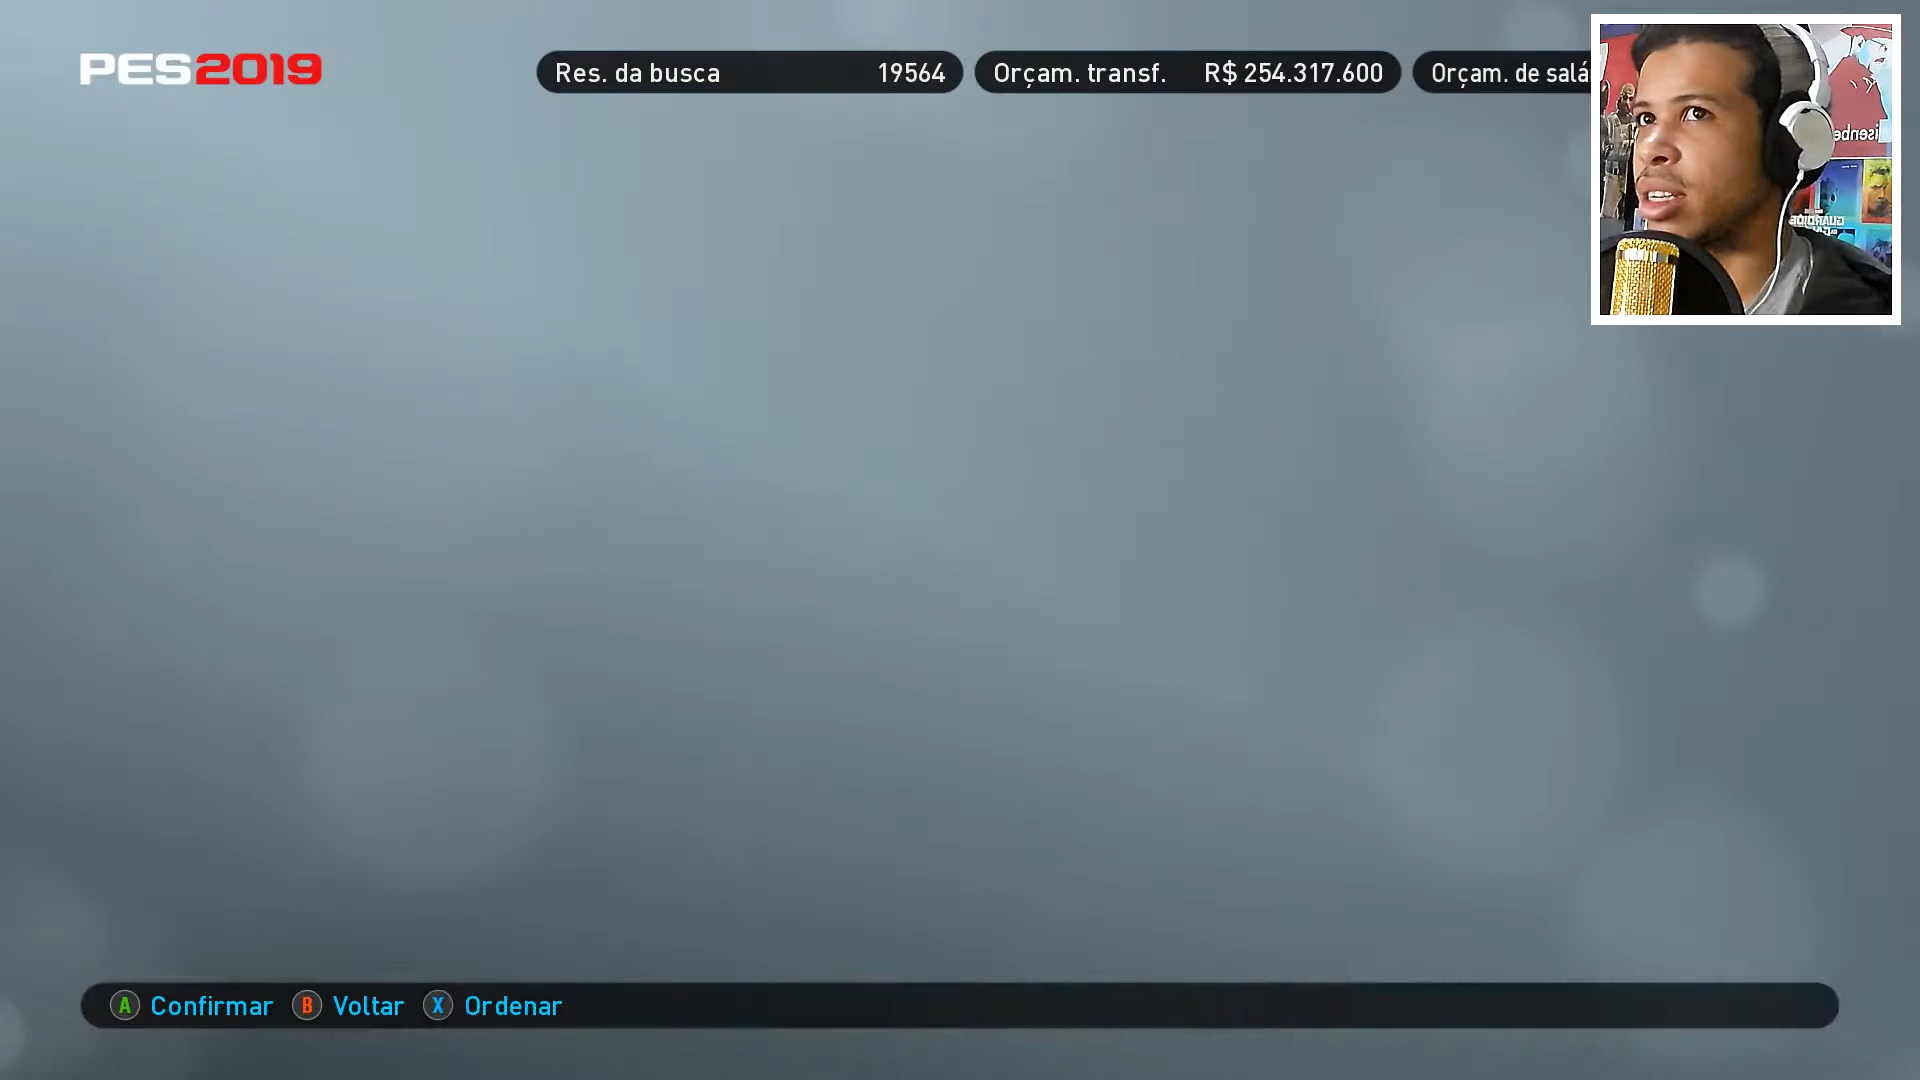 PES2019
Res. da busca 19564
Orçam. transf. R$ 254.317.600
Orçam. de salá
A Confirmar B Voltar X Ordenar